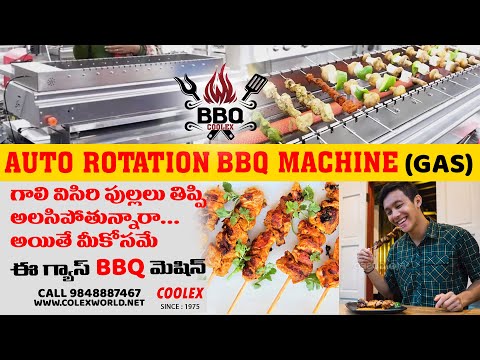 BBQ
COOLEX
AUTO ROTATION BBQ MACHINE (GAS)
గాలి విసిరి పుల్లలు తిప్పి
అలసిపోతున్నారా...
అయితే మీకోసమే
ఈ గ్యాస్ BBQ మెషిన్
CALL 9848887467
WWW.COLEXWORLD.NET
COOLEX
SINCE : 1975